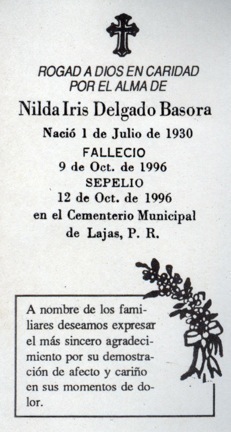 ROGAD A DIOS EN CARIDAD
POR EL ALMA DE
Nilda Iris Delgado Basora
Nació 1 de Julio de 1930
FALLECIO
9 de Oct. de 1996
SEPELIO
12 de Oct. de 1996
en el Cementerio Municipal
de Lajas, P. R.
A nombre de los fami-
liares deseamos expresar
el más sincero agradeci-
miento por su demostra-
ción de afecto y cariño
en sus momentos de do-
lor.